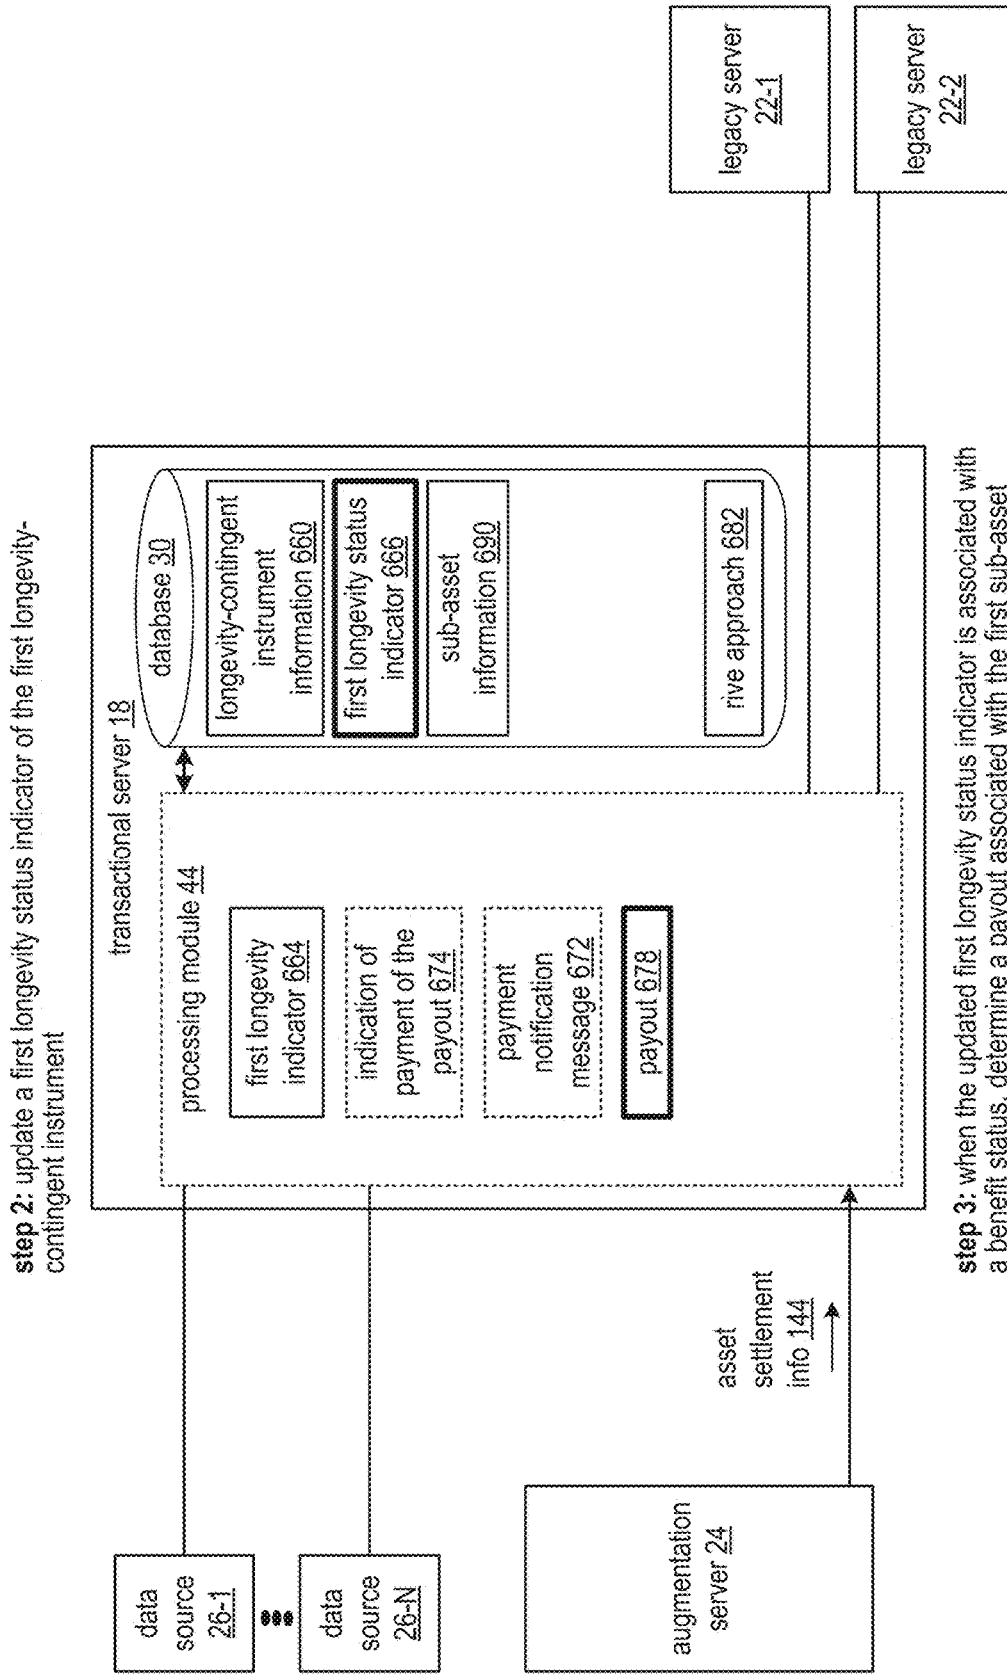 step 2: update a first longevity status indicator of the first longevity-
contingent instrument
transactional server 18
data
source
26-1
data
source
26-N
augmentation
server 24
asset
settlement
info 144
processing module 44
first longevity
indicator 664
indication of
payment of the
payout 674
payment
notification
message 672
payout 678
database 30
longevity-contingent
instrument
information 660
first longevity status
indicator 666
sub-asset
information 690
rive approach 682
legacy server
22-1
legacy server
22-2
step 3: when the updated first longevity status indicator is associated with
a benefit status, determine a payout associated with the first sub-asset